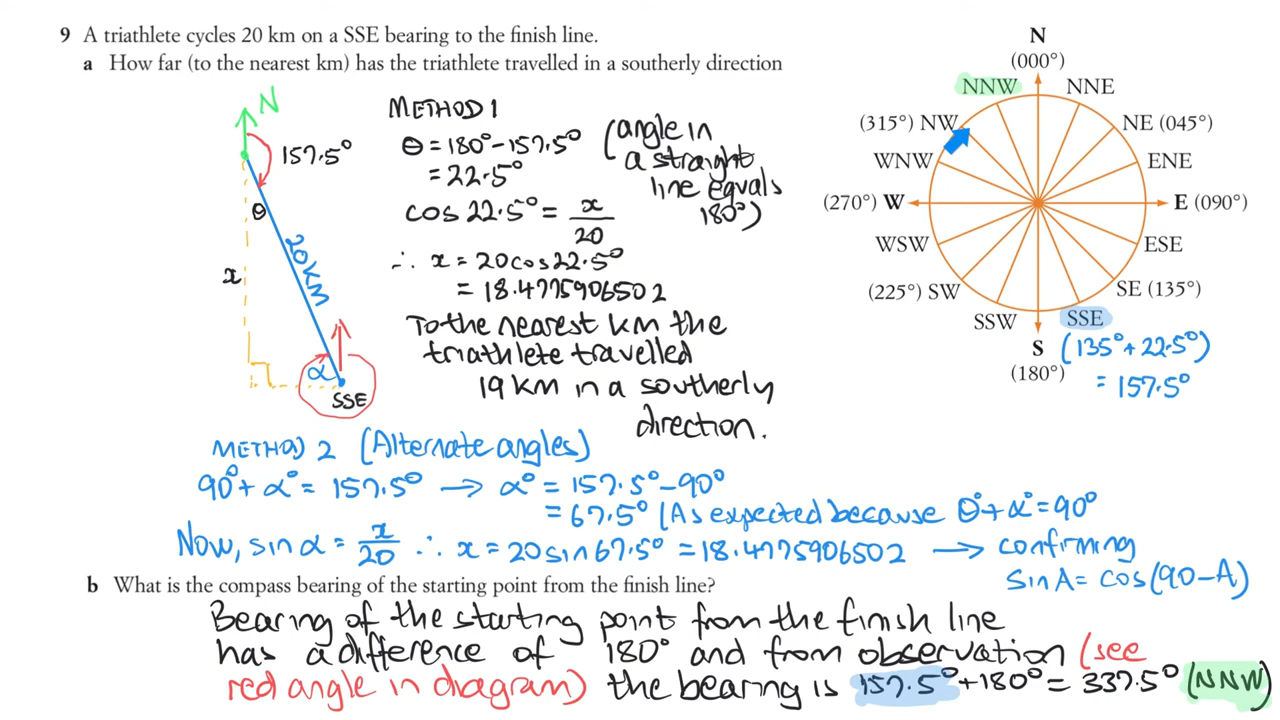 9 A triathlete cycles 20 km on a SSE bearing to the finish line.
a How far (to the nearest km) has the triathlete travelled in a southerly direction
N
157.5°
θ
20KM
x
α
SSE
METHOD 1
θ = 180° - 157.5°
= 22.5°
(angle in
a straight
line equals
180°)
cos 22.5° = x/20
∴ x = 20cos22.5°
= 18.4775906502
To the nearest km the
triathlete travelled
19 km in a southerly
direction.
N
(000°)
NNW
NNE
(315°) NW
NE (045°)
WNW
ENE
(270°) W
E (090°)
WSW
ESE
(225°) SW
SE (135°)
SSW
SSE
S
(180°)
(135° + 22.5°)
= 157.5°
METHOD 2 (Alternate angles)
90° + α° = 157.5° → α° = 157.5° - 90°
= 67.5° (As expected because θ° + α° = 90°
Now, sin α = x/20 ∴ x = 20sin67.5° = 18.4775906502 → confirming
sinA = cos(90-A)
b What is the compass bearing of the starting point from the finish line?
Bearing of the starting point from the finish line
has a difference of 180° and from observation (see
red angle in diagram) the bearing is 157.5° + 180° = 337.5° (NNW)